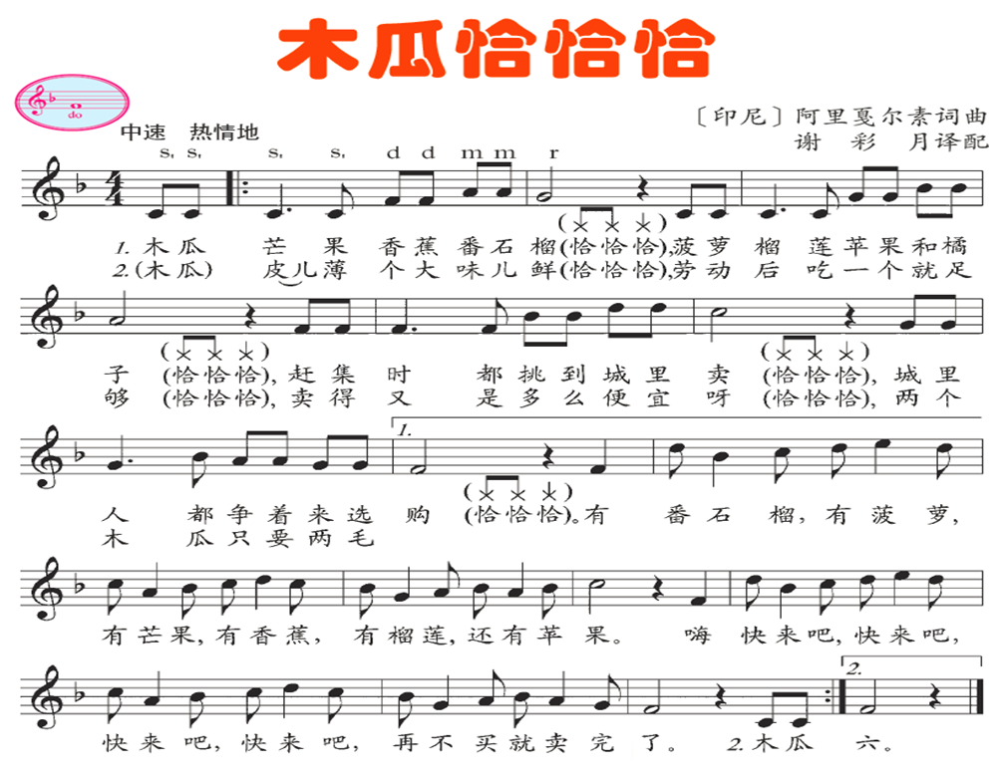 木瓜恰恰恰
do
〔印尼〕阿里戛尔素词曲
谢彩月译配
中速 热情地
s, s, s, s, d d m m r
1. 木瓜 芒果香蕉番石榴(恰恰恰),菠萝榴莲苹果和橘
2.(木瓜) 皮儿薄个大味儿鲜(恰恰恰),劳动后吃一个就足
子(恰恰恰),赶集时都挑到城里卖(恰恰恰),城里
够(恰恰恰),卖得又是多么便宜呀(恰恰恰),两个
1.
人都争着来选购(恰恰恰)。有番石榴,有菠萝,
木瓜只要两毛
有芒果,有香蕉,有榴莲,还有苹果。嗨快来吧,快来吧,
2.
快来吧,快来吧,再不买就卖完了。2.木瓜六。